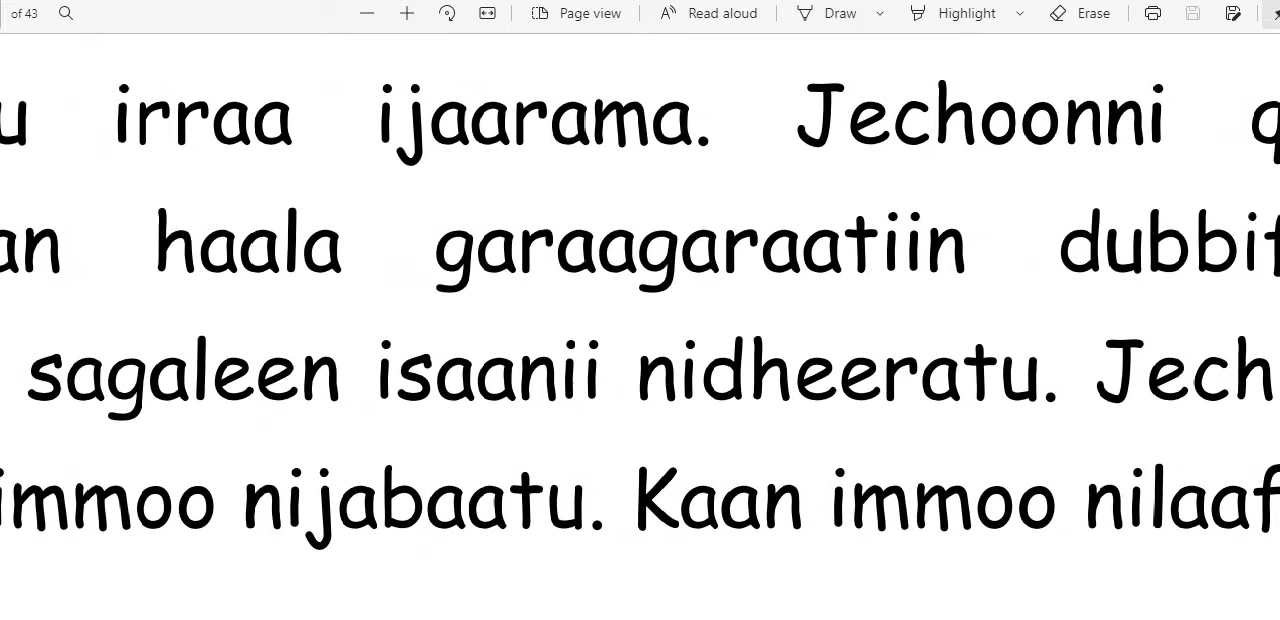 of 43 Page view Read aloud Draw Highlight Erase
irraa ijaarama. Jechoonni
haala garaagaraatiin
sagaleen isaanii nidheeratu.
immoo nijabaatu. Kaan immoo